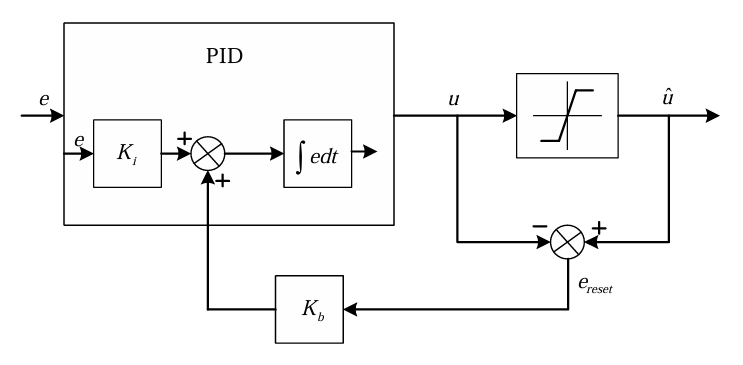 PID
e
u
û
e
K_i
+
+
∫ edt
−
+
e_reset
K_b